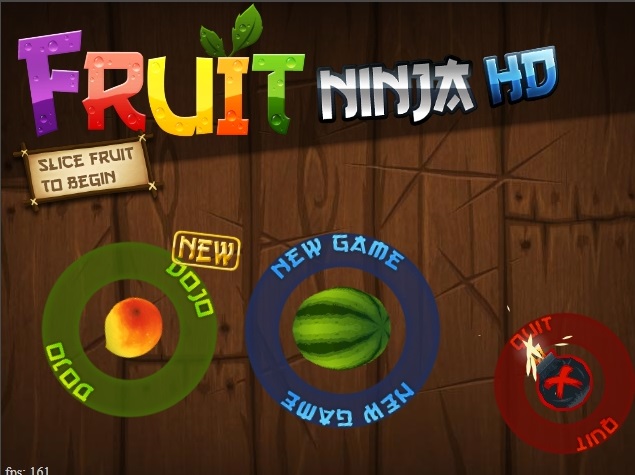 FRUIT NINJA HD
SLICE FRUIT
TO BEGIN
NEW
DOJO
DOJO
NEW GAME
NEW GAME
QUIT
QUIT
fps: 161